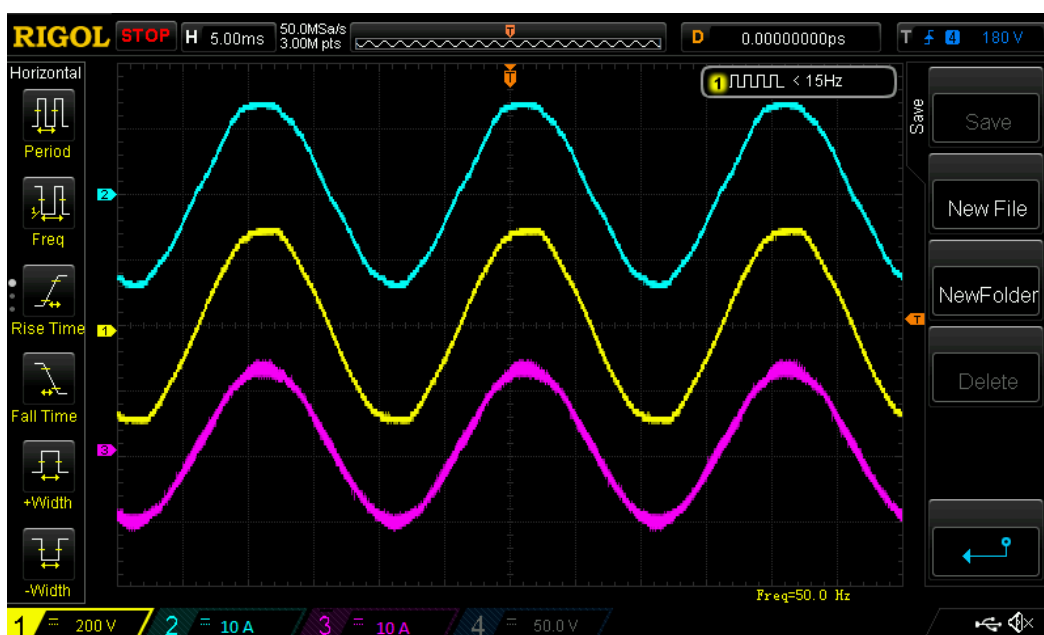 RIGOL STOP H 5.00ms 50.0MSa/s 3.00M pts T D 0.00000000ps T 4 180 V
Horizontal
Period
Freq
Rise Time
Fall Time
+Width
-Width
T
1 < 15Hz
2
1
3
T
Freq=50.0 Hz
Save
Save
New File
NewFolder
Delete
1 200 V 2 10 A 3 10 A 4 50.0 V